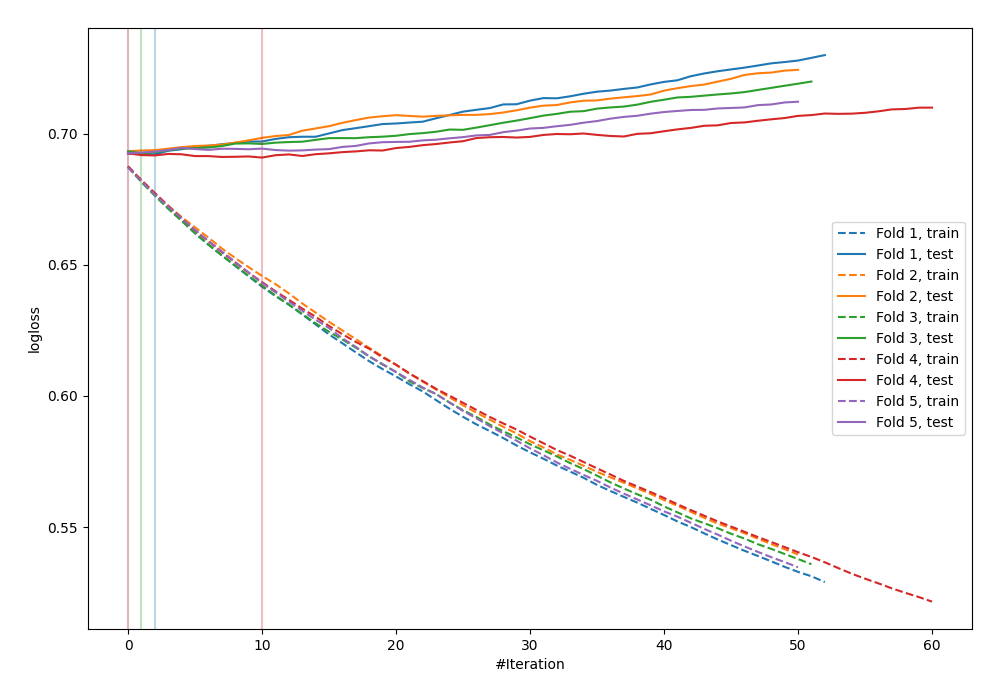 0.70
0.65
0.60
0.55
logloss
0
10
20
30
40
50
60
#Iteration
Fold 1, train
Fold 1, test
Fold 2, train
Fold 2, test
Fold 3, train
Fold 3, test
Fold 4, train
Fold 4, test
Fold 5, train
Fold 5, test